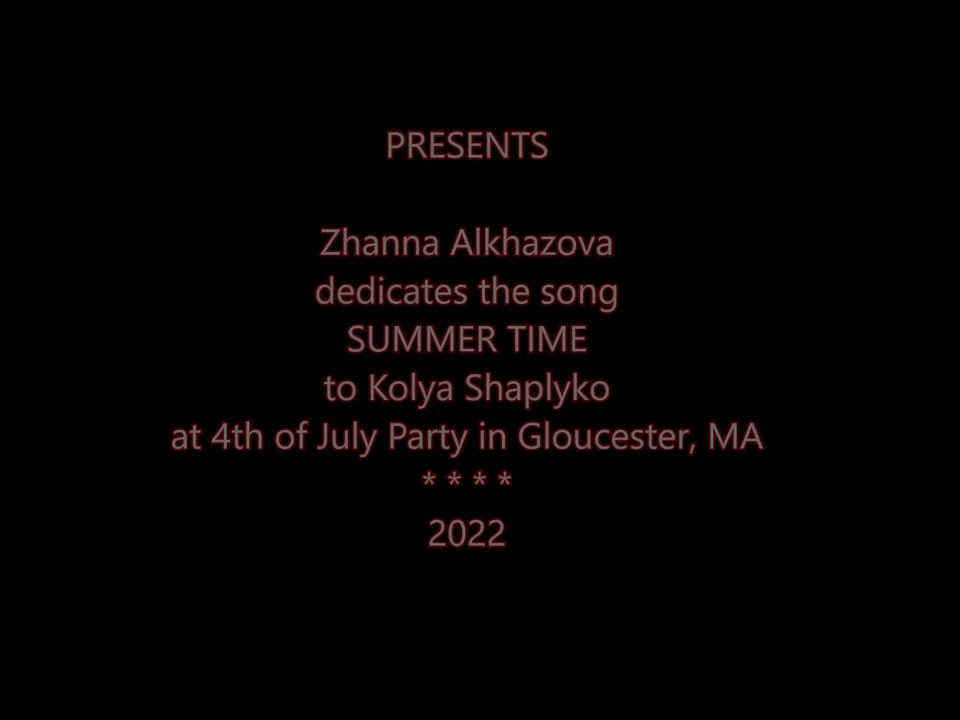 PRESENTS
Zhanna Alkhazova
dedicates the song
SUMMER TIME
to Kolya Shaplyko
at 4th of July Party in Gloucester, MA
* * * *
2022